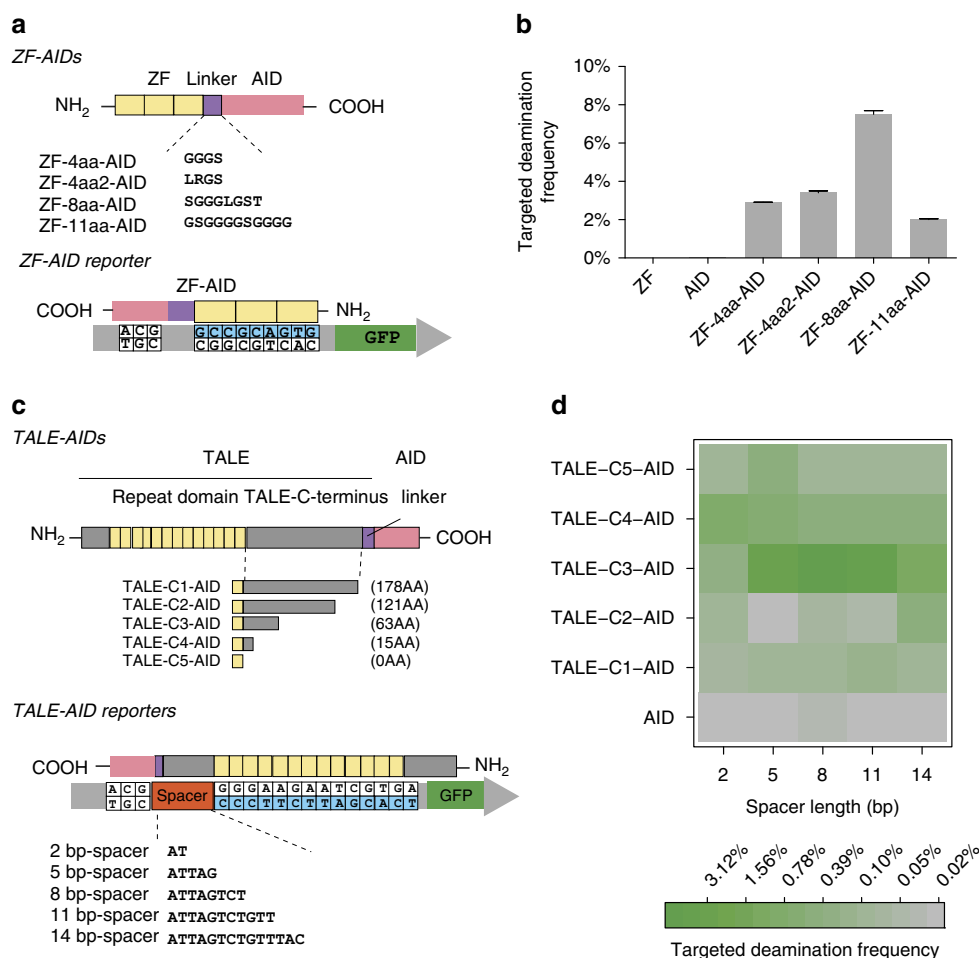 a
ZF-AIDs
ZF Linker AID
NH2 COOH
ZF-4aa-AID GGGS
ZF-4aa2-AID LRGS
ZF-8aa-AID SGGGLGST
ZF-11aa-AID GSGGGGSGGGG
ZF-AID reporter
ZF-AID
COOH NH2
ACG GCCGCAGTG
TGC CGGCGTCAC
GFP
b
Targeted deamination frequency
10%
8%
6%
4%
2%
0%
ZF
AID
ZF-4aa-AID
ZF-4aa2-AID
ZF-8aa-AID
ZF-11aa-AID
c
TALE-AIDs
TALE AID
Repeat domain TALE-C-terminus linker
NH2 COOH
TALE-C1-AID (178AA)
TALE-C2-AID (121AA)
TALE-C3-AID (63AA)
TALE-C4-AID (15AA)
TALE-C5-AID (0AA)
TALE-AID reporters
COOH NH2
ACG GGGAAGAATCGTGA
TGC Spacer CCCTTCTTAGCACT GFP
2 bp-spacer AT
5 bp-spacer ATTAG
8 bp-spacer ATTAGTCT
11 bp-spacer ATTAGTCTGTT
14 bp-spacer ATTAGTCTGTTTAC
d
TALE-C5-AID
TALE-C4-AID
TALE-C3-AID
TALE-C2-AID
TALE-C1-AID
AID
2 5 8 11 14
Spacer length (bp)
3.12% 1.56% 0.78% 0.39% 0.10% 0.05% 0.02%
Targeted deamination frequency